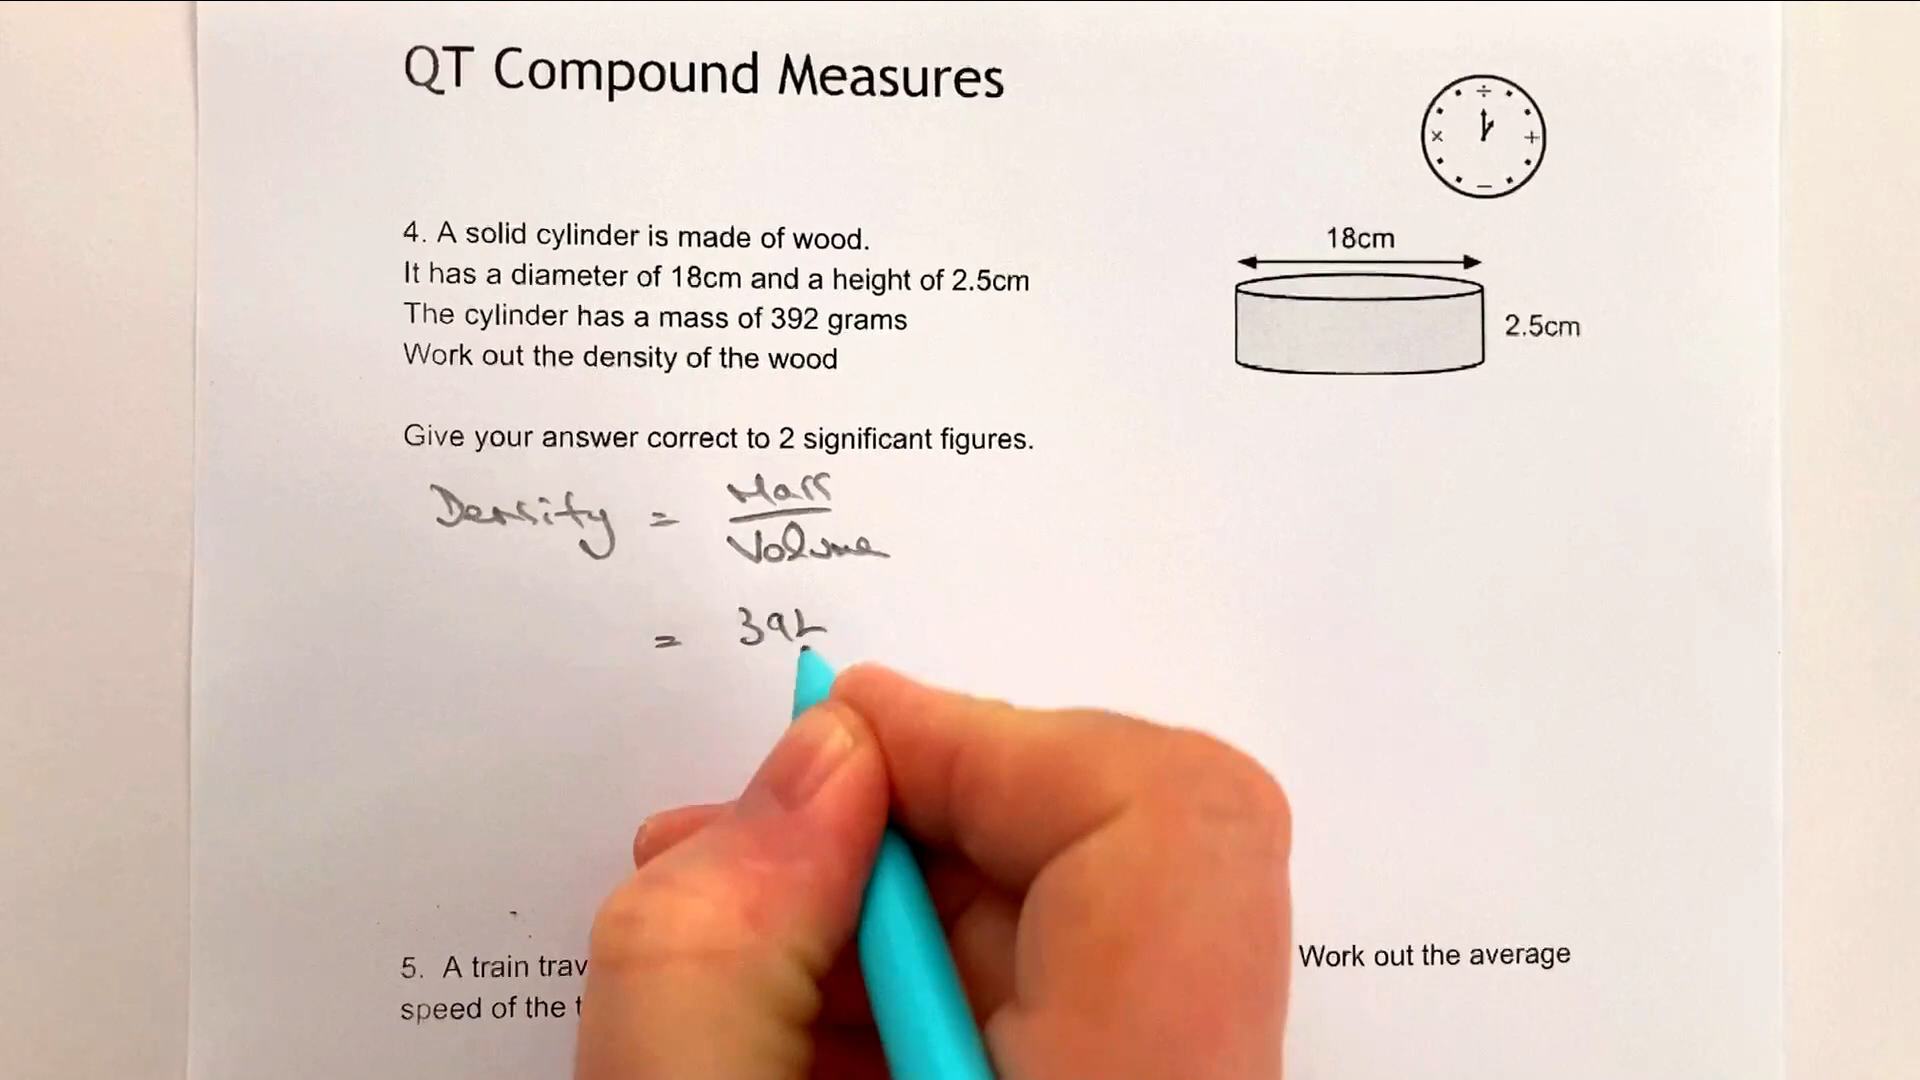 QT Compound Measures
÷
× +
–
4. A solid cylinder is made of wood.
It has a diameter of 18cm and a height of 2.5cm
The cylinder has a mass of 392 grams
Work out the density of the wood
18cm
2.5cm
Give your answer correct to 2 significant figures.
Density = Mass
Volume
= 392
5. A train trav
Work out the average
speed of the t